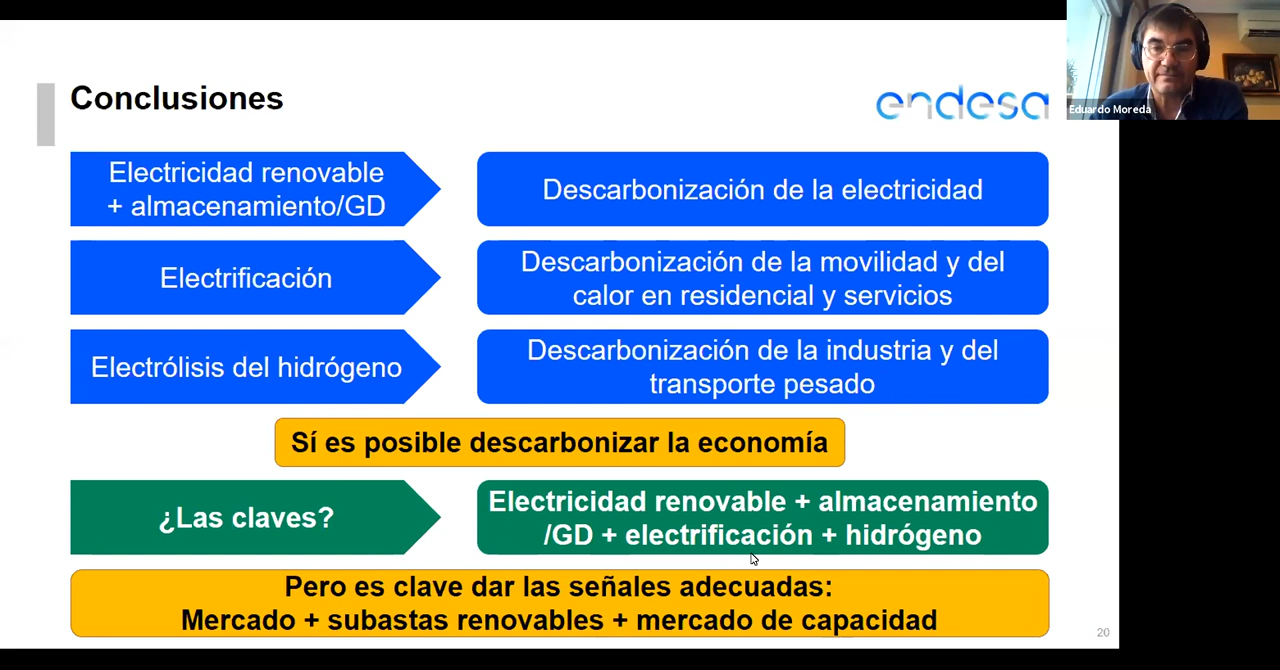 Conclusiones
endesa
Eduardo Moreda
Electricidad renovable
+ almacenamiento/GD
Descarbonización de la electricidad
Electrificación
Descarbonización de la movilidad y del
calor en residencial y servicios
Electrólisis del hidrógeno
Descarbonización de la industria y del
transporte pesado
Sí es posible descarbonizar la economía
¿Las claves?
Electricidad renovable + almacenamiento
/GD + electrificación + hidrógeno
Pero es clave dar las señales adecuadas:
Mercado + subastas renovables + mercado de capacidad
20